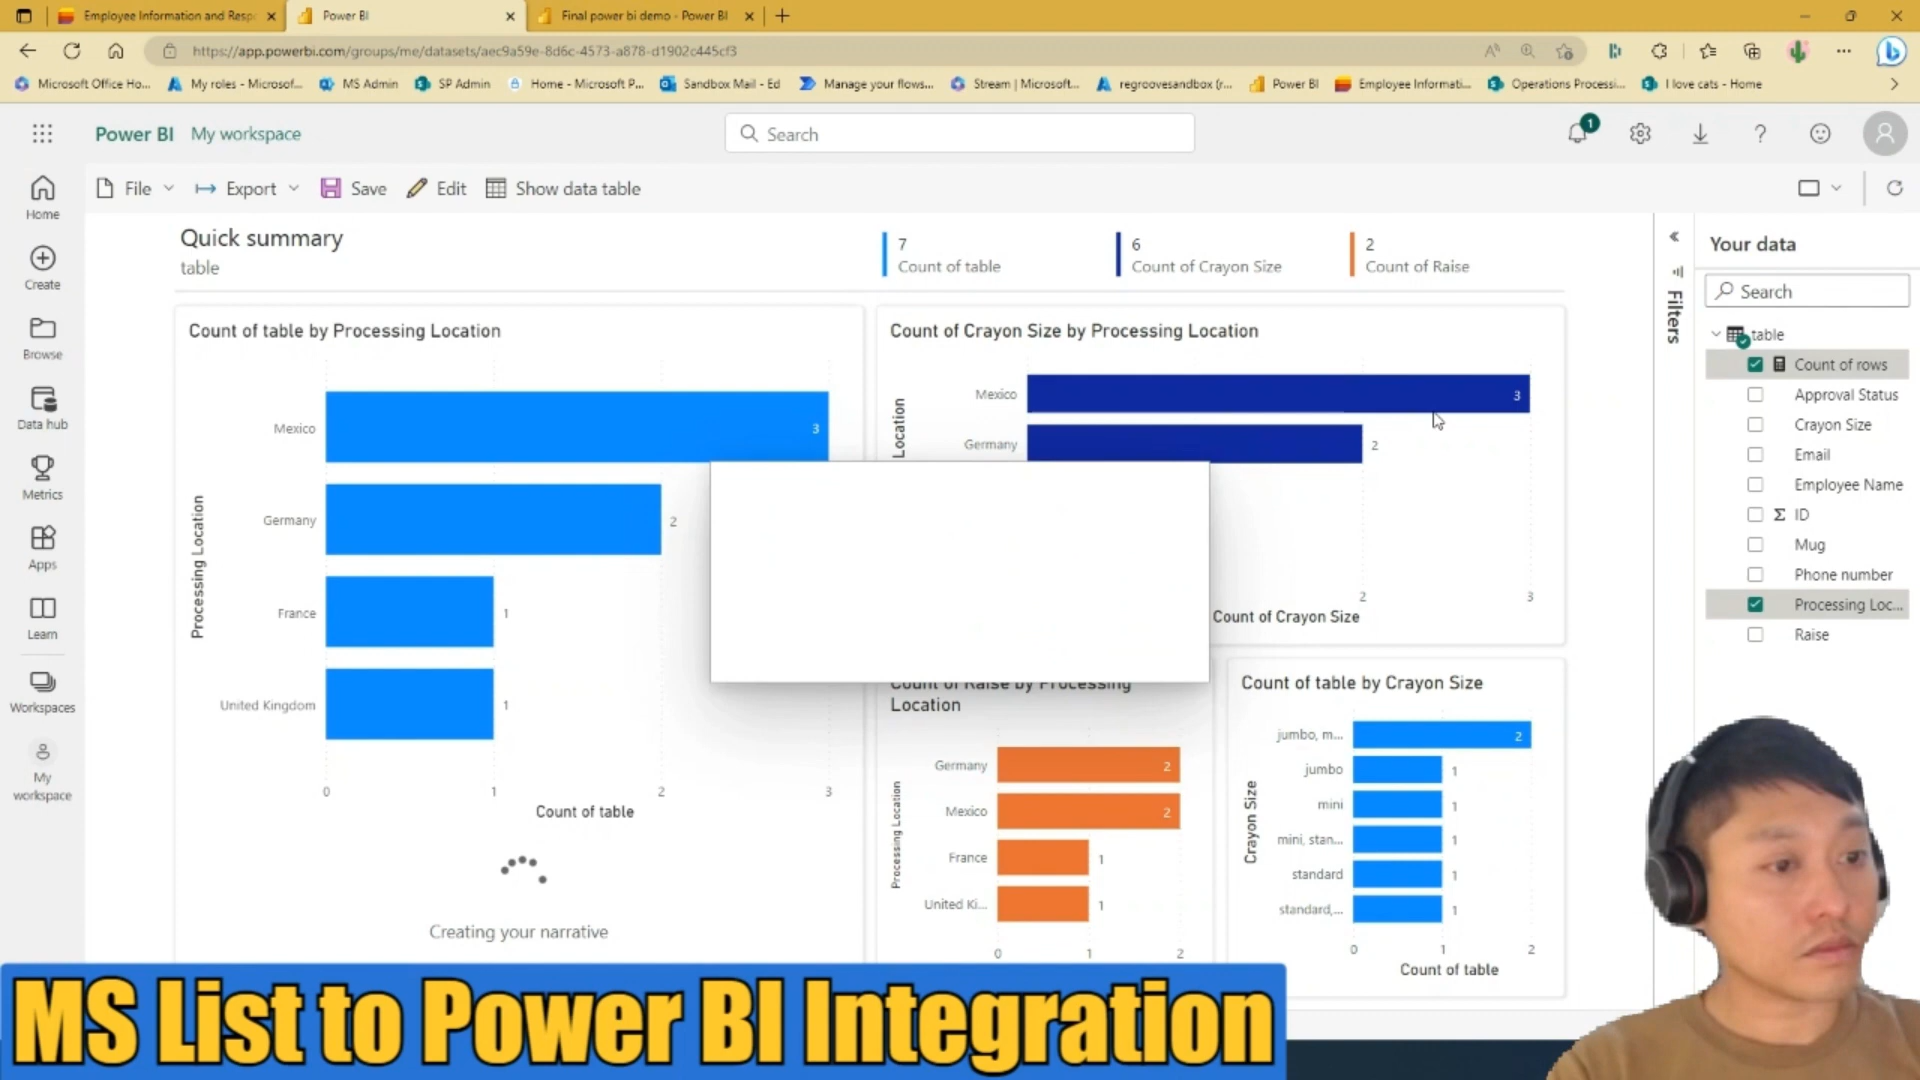 Employee Information and Resp
Power BI
Final power bi demo - Power BI
https://app.powerbi.com/groups/me/datasets/aec9a59e-8d6c-4573-a878-d1902c445cf3
Microsoft Office Ho...
My roles - Microsof...
MS Admin
SP Admin
Home - Microsoft P...
Sandbox Mail - Ed
Manage your flows...
Stream | Microsoft...
regroovesandbox (r...
Power BI
Employee Informati...
Operations Processi...
I love cats - Home
Power BI My workspace
Search
1
File
Export
Save
Edit
Show data table
Home
Create
Browse
Data hub
Metrics
Apps
Learn
Workspaces
My
workspace
Quick summary
table
7
Count of table
6
Count of Crayon Size
2
Count of Raise
Count of table by Processing Location
Processing Location
Mexico
3
Germany
2
France
1
United Kingdom
1
0 1 2 3
Count of table
Creating your narrative
Count of Crayon Size by Processing Location
Location
Mexico
3
Germany
2
2 3
Count of Crayon Size
Count of Raise by Processing
Location
Processing Location
Germany
2
Mexico
2
France
1
United Ki...
1
0 1 2
Count of table by Crayon Size
Crayon Size
jumbo, m...
2
jumbo
1
mini
1
mini, stan...
1
standard
1
standard,...
1
0 1 2
Count of table
Filters
Your data
Search
table
Count of rows
Approval Status
Crayon Size
Email
Employee Name
Σ ID
Mug
Phone number
Processing Loc...
Raise
MS List to Power BI Integration